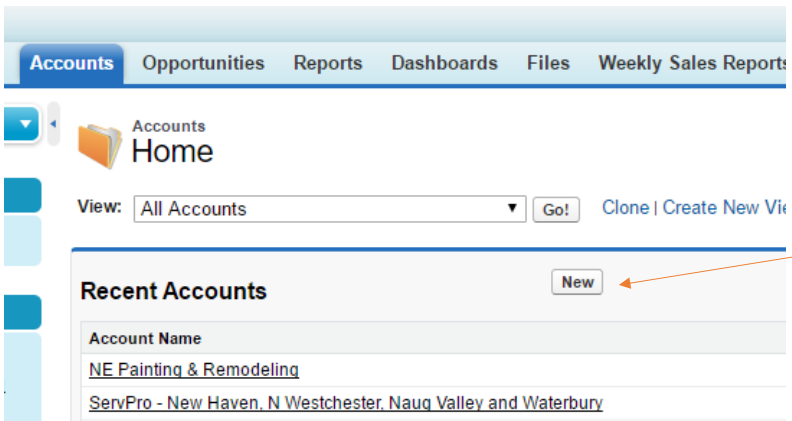 Accounts Opportunities Reports Dashboards Files Weekly Sales Reports
Accounts
Home
View: All Accounts Go! Clone | Create New
Recent Accounts New
Account Name
NE Painting & Remodeling
ServPro - New Haven, N Westchester, Naug Valley and Waterbury